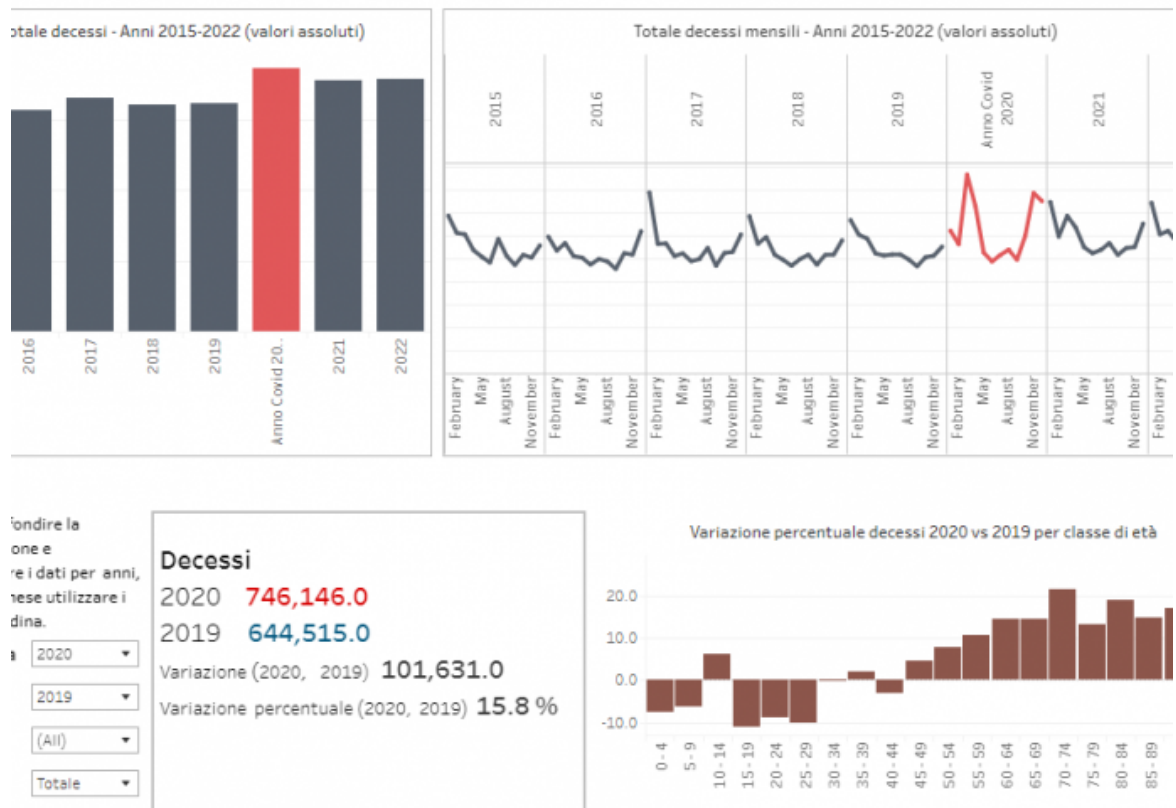 otale decessi - Anni 2015-2022 (valori assoluti)
2016
2017
2018
2019
Anno Covid 20..
2021
2022
Totale decessi mensili - Anni 2015-2022 (valori assoluti)
2015
2016
2017
2018
2019
Anno Covid
2020
2021
February
May
August
November
February
May
August
November
February
May
August
November
February
May
August
November
February
May
August
November
February
May
August
November
February
May
August
November
February
fondire la
one e
re i dati per anni,
nese utilizzare i
dina.
a 2020
2019
(All)
Totale
Decessi
2020 746,146.0
2019 644,515.0
Variazione (2020, 2019) 101,631.0
Variazione percentuale (2020, 2019) 15.8 %
Variazione percentuale decessi 2020 vs 2019 per classe di età
20.0
10.0
0.0
-10.0
0 - 4
5 - 9
10 - 14
15 - 19
20 - 24
25 - 29
30 - 34
35 - 39
40 - 44
45 - 49
50 - 54
55 - 59
60 - 64
65 - 69
70 - 74
75 - 79
80 - 84
85 - 89